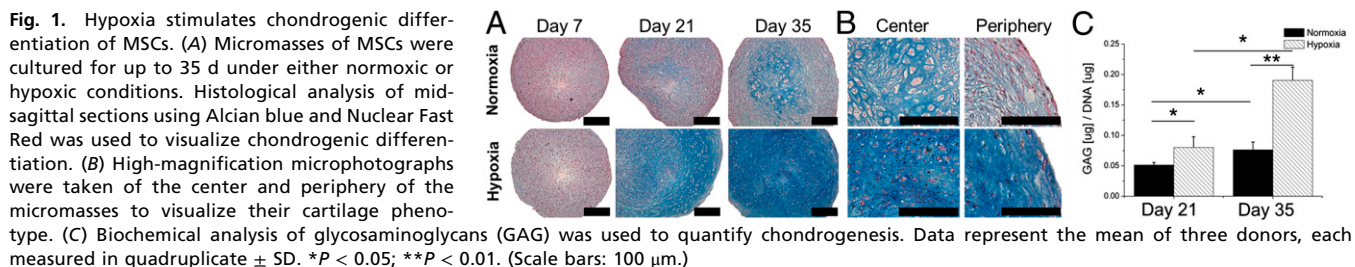 Fig. 1. Hypoxia stimulates chondrogenic differ-
entiation of MSCs. (A) Micromasses of MSCs were
cultured for up to 35 d under either normoxic or
hypoxic conditions. Histological analysis of mid-
sagittal sections using Alcian blue and Nuclear Fast
Red was used to visualize chondrogenic differen-
tiation. (B) High-magnification microphotographs
were taken of the center and periphery of the
micromasses to visualize their cartilage pheno-
type. (C) Biochemical analysis of glycosaminoglycans (GAG) was used to quantify chondrogenesis. Data represent the mean of three donors, each
measured in quadruplicate ± SD. *P < 0.05; **P < 0.01. (Scale bars: 100 μm.)
A
Day 7 Day 21 Day 35
Normoxia
Hypoxia
B
Center Periphery
C
Normoxia
Hypoxia
GAG [ug] / DNA [ug]
0.25
0.20
0.15
0.10
0.05
0.00
*
**
*
*
Day 21 Day 35